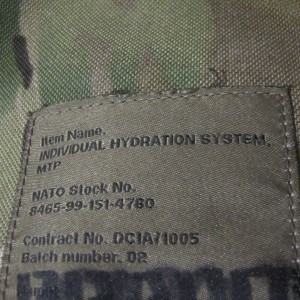 Item Name.
INDIVIDUAL HYDRATION SYSTEM,
MTP
NATO Stock No.
8465-99-151-4780
Contract No. DC1A/1005
Batch number. 02